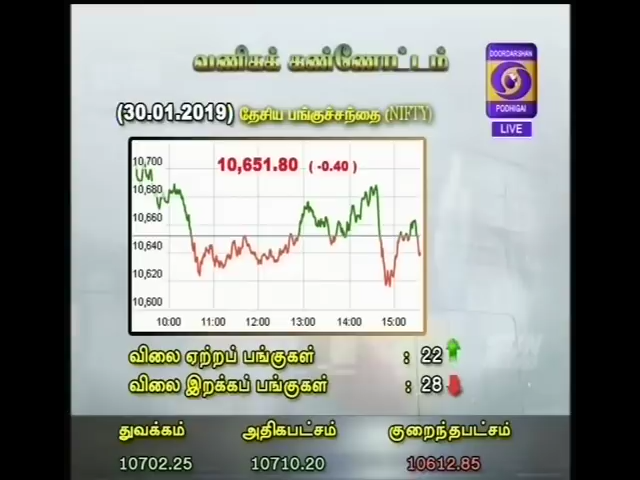 வணிகக் கண்ணோட்டம்
DOORDARSHAN
PODHIGAI
LIVE
(30.01.2019) தேசிய பங்குச்சந்தை (NIFTY)
10,651.80 ( -0.40 )
10,700
10,680
10,660
10,640
10,620
10,600
10:00 11:00 12:00 13:00 14:00 15:00
விலை ஏற்றப் பங்குகள் : 22
விலை இறக்கப் பங்குகள் : 28
துவக்கம் அதிகபட்சம் குறைந்தபட்சம்
10702.25 10710.20 10612.85